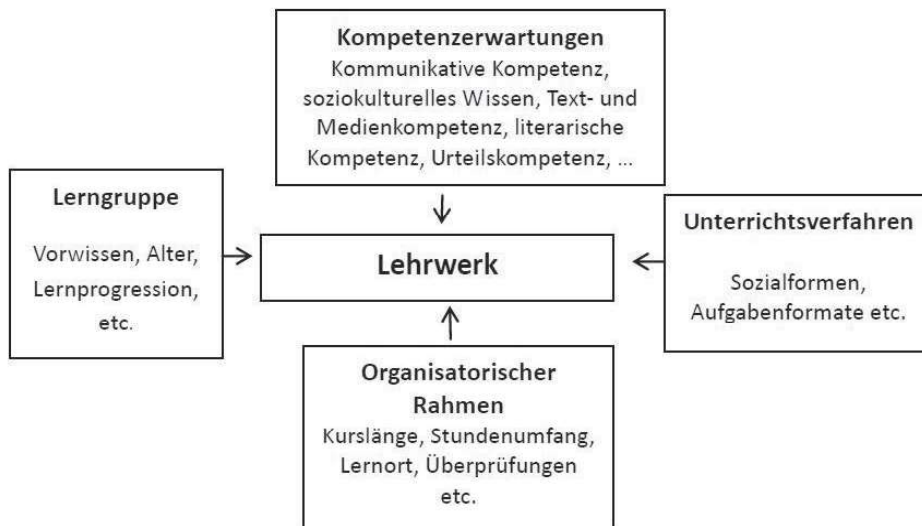 Kompetenzerwartungen
Kommunikative Kompetenz,
soziokulturelles Wissen, Text- und
Medienkompetenz, literarische
Kompetenz, Urteilskompetenz, ...
Lerngruppe
Vorwissen, Alter,
Lernprogression,
etc.
Lehrwerk
Unterrichtsverfahren
Sozialformen,
Aufgabenformate etc.
Organisatorischer
Rahmen
Kurslänge, Stundenumfang,
Lernort, Überprüfungen
etc.